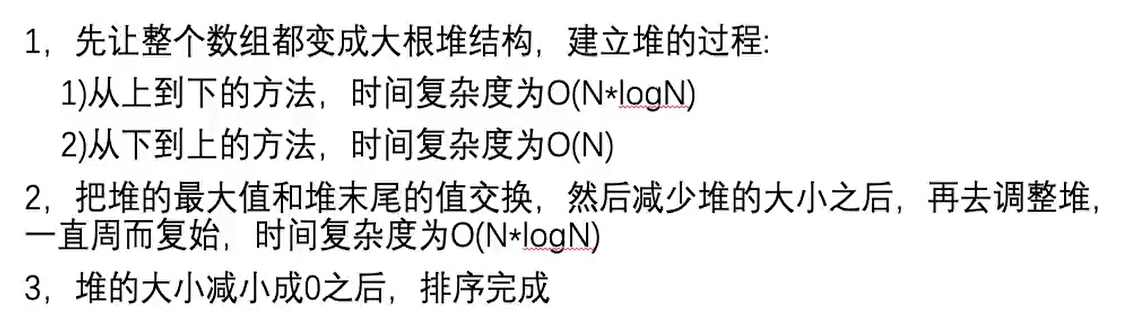 1，先让整个数组都变成大根堆结构，建立堆的过程:
1)从上到下的方法，时间复杂度为O(N*logN)
2)从下到上的方法，时间复杂度为O(N)
2，把堆的最大值和堆末尾的值交换，然后减少堆的大小之后，再去调整堆，
一直周而复始，时间复杂度为O(N*logN)
3，堆的大小减小成0之后，排序完成